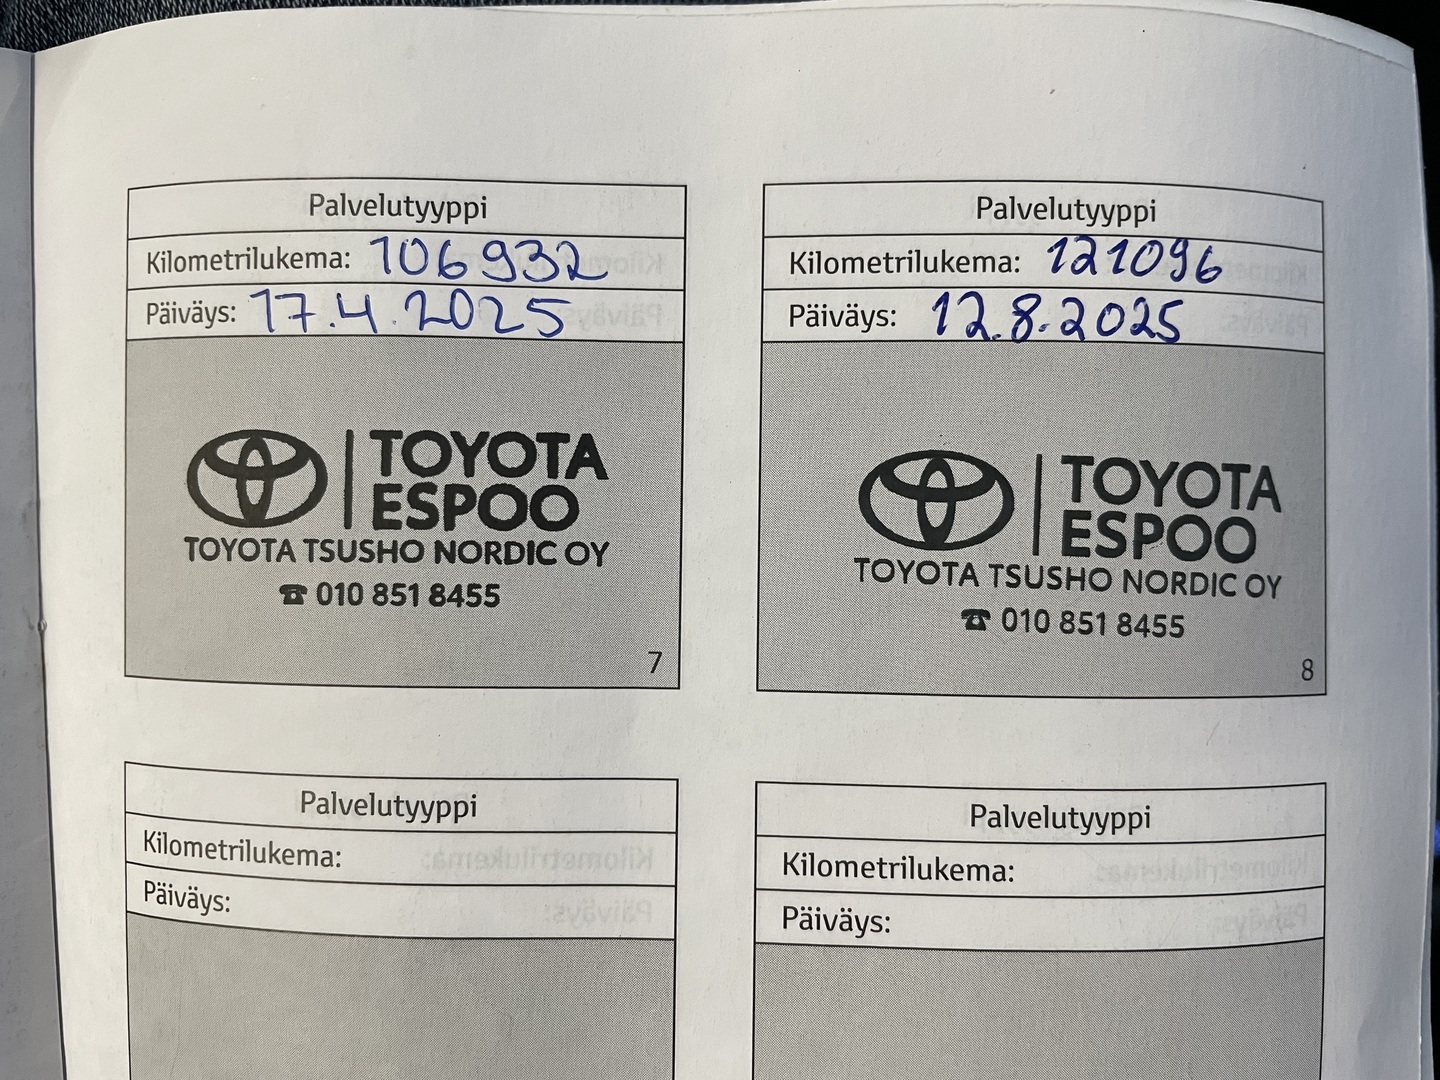 Palvelutyyppi
Kilometrilukema: 106932
Päiväys: 17.4.2025
TOYOTA
ESPOO
TOYOTA TSUSHO NORDIC OY
☎ 010 851 8455
7
Palvelutyyppi
Kilometrilukema: 121096
Päiväys: 12.8.2025
TOYOTA
ESPOO
TOYOTA TSUSHO NORDIC OY
☎ 010 851 8455
8
Palvelutyyppi
Kilometrilukema:
Päiväys:
Palvelutyyppi
Kilometrilukema:
Päiväys: